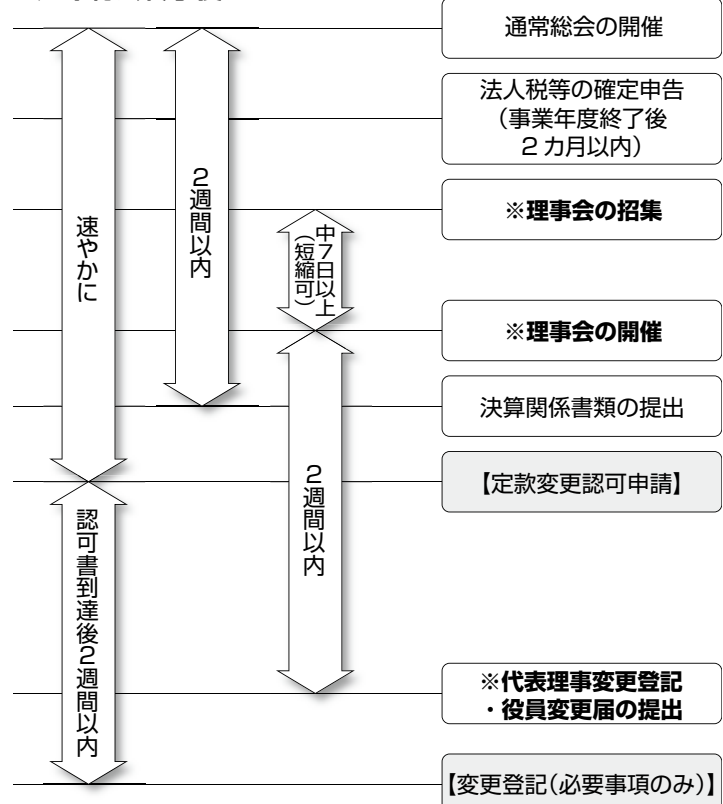 通常総会の開催
法人税等の確定申告
（事業年度終了後
２カ月以内）
※理事会の招集
※理事会の開催
決算関係書類の提出
【定款変更認可申請】
※代表理事変更登記
・役員変更届の提出
【変更登記（必要事項のみ）】
速やかに
２週間以内
中７日以上
（短縮可）
２週間以内
認可書到達後２週間以内